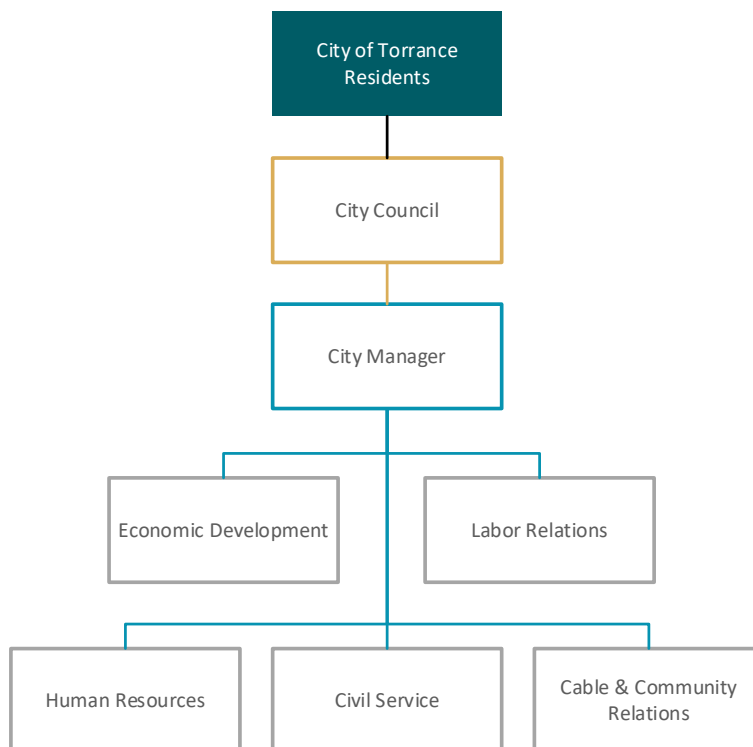 City of Torrance
Residents
City Council
City Manager
Economic Development
Labor Relations
Human Resources
Civil Service
Cable & Community
Relations